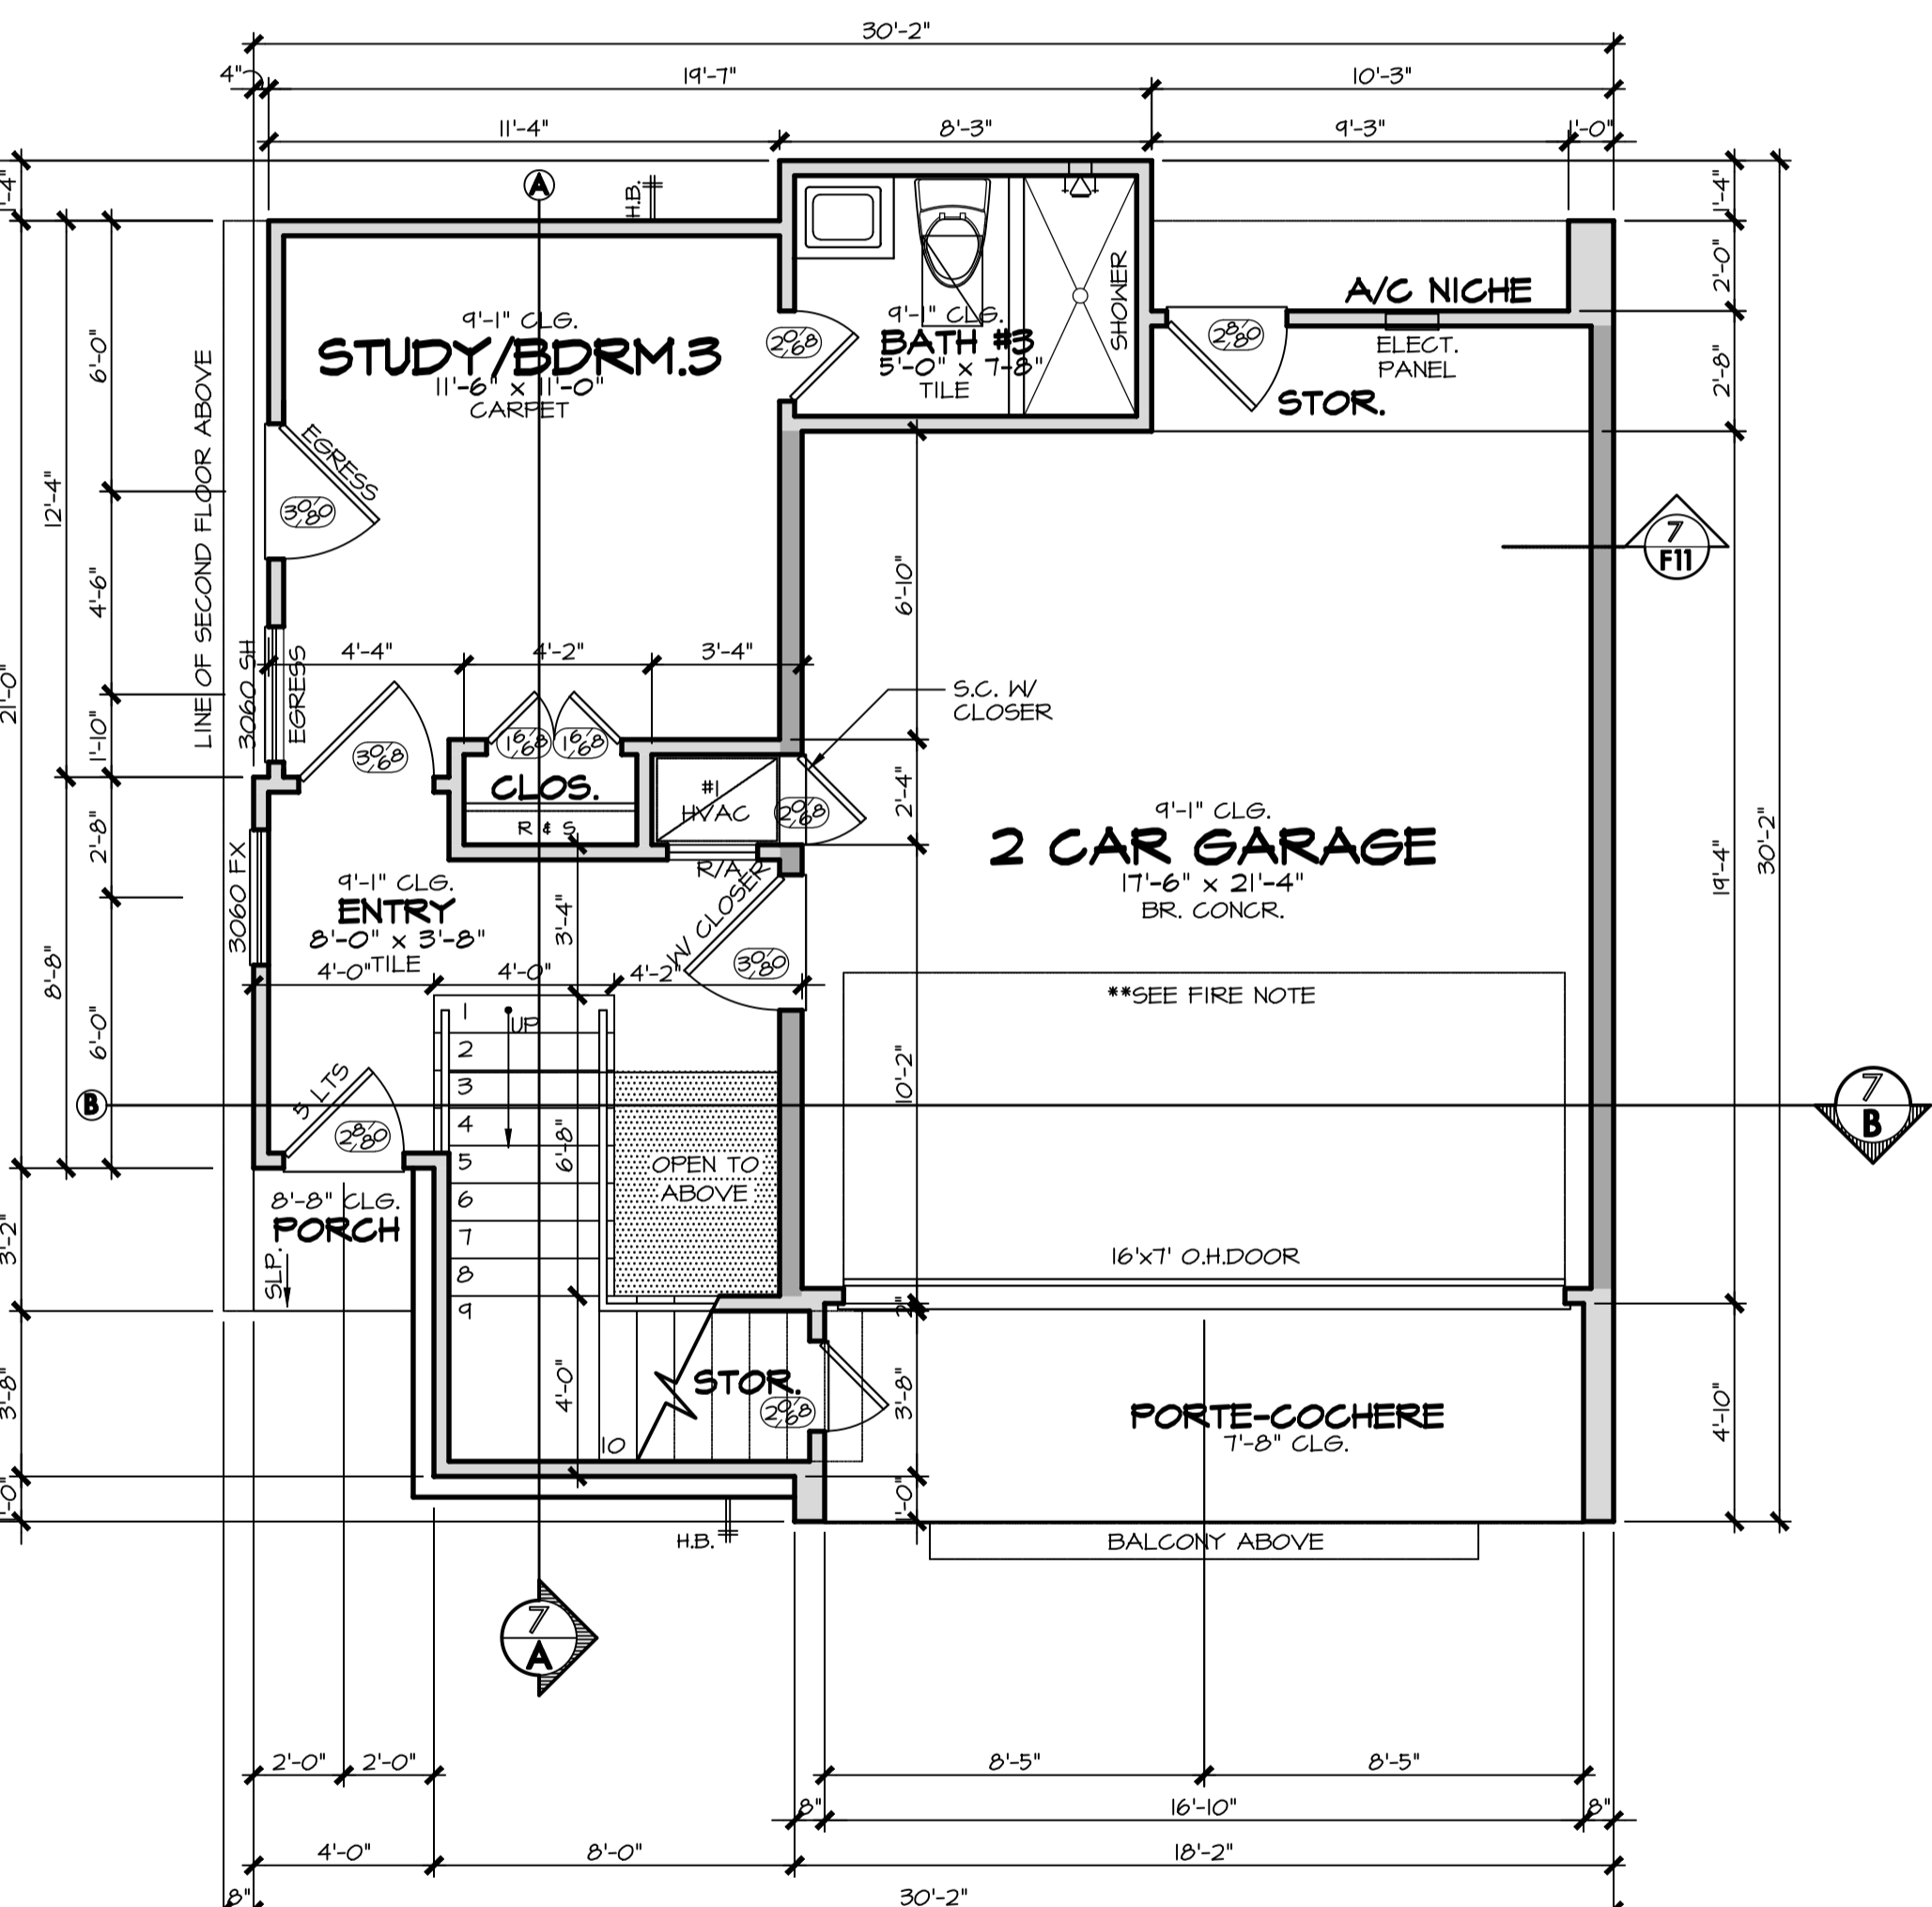 30'-2"
4"
19'-7"
10'-3"
11'-4"
8'-3"
9'-3"
1'-0"
A
H.B.
1'-4"
2'-0"
2'-8"
6'-0"
12'-4"
4'-6"
1'-10"
2'-8"
8'-8"
6'-0"
21'-0"
3'-2"
3'-8"
LINE OF SECOND FLOOR ABOVE
9'-1" CLG.
STUDY/BDRM.3
11'-6" x 11'-0"
CARPET
2068
9'-1" CLG.
BATH #3
5'-0" x 7'-8"
TILE
SHOWER
2880
A/C NICHE
ELECT.
PANEL
STOR.
EGRESS
3080
7
F11
6'-10"
3060 SH
EGRESS
4'-4"
4'-2"
3'-4"
S.C. W/
CLOSER
3068
1668
1668
CLOS.
R & S
#1
HVAC
2068
2'-4"
R/A
9'-1" CLG.
2 CAR GARAGE
17'-6" x 21'-4"
BR. CONCR.
19'-4"
30'-2"
3060 FX
9'-1" CLG.
ENTRY
8'-0" x 3'-8"
TILE
3'-4"
W/ CLOSER
3080
4'-0"
4'-0"
4'-2"
**SEE FIRE NOTE
1
UP
2
3
4
5
6
7
8
9
10
10'-2"
B
5 LTS
2880
6'-8"
OPEN TO
ABOVE
7
B
8'-8" CLG.
PORCH
SLP.
16'x7' O.H.DOOR
2"
4'-0"
STOR.
2068
3'-8"
1'-0"
PORTE-COCHERE
7'-8" CLG.
4'-10"
H.B.
BALCONY ABOVE
7
A
2'-0"
2'-0"
8'-5"
8'-5"
8"
16'-10"
8"
4'-0"
8'-0"
18'-2"
8"
30'-2"